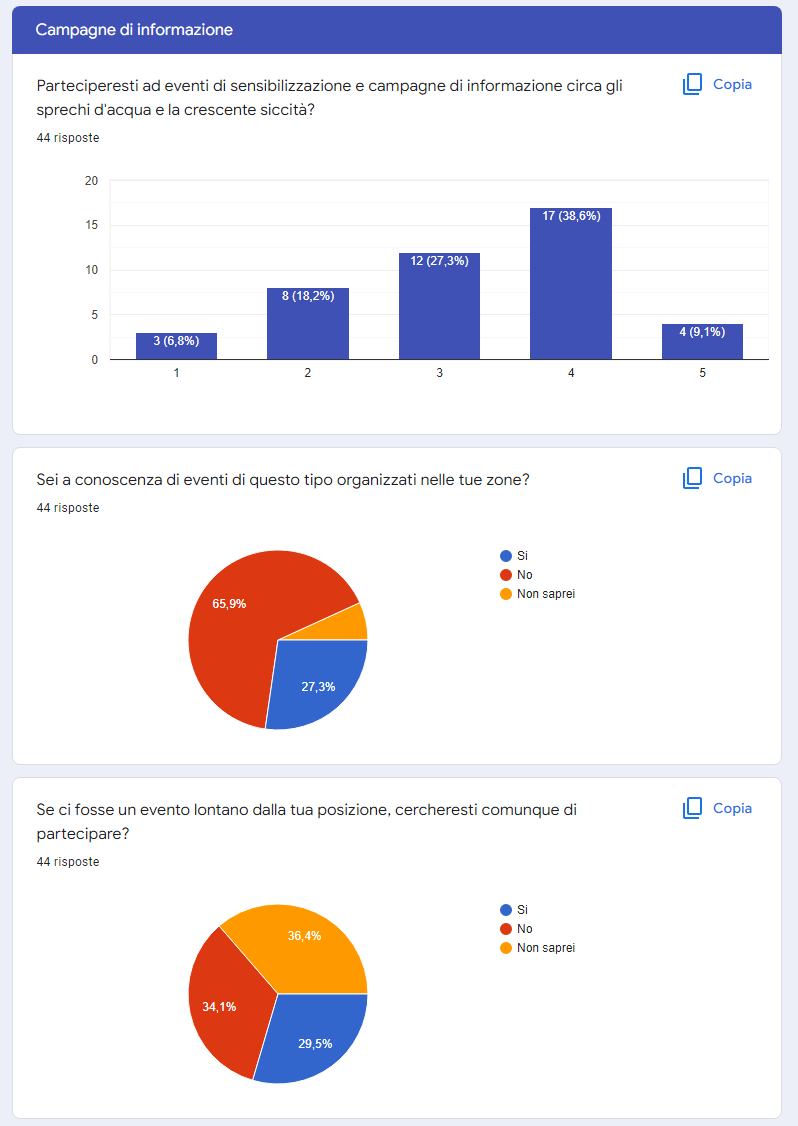 Campagne di informazione
Parteciperesti ad eventi di sensibilizzazione e campagne di informazione circa gli
sprechi d'acqua e la crescente siccità?
Copia
44 risposte
20
15
10
5
0
3 (6,8%)
8 (18,2%)
12 (27,3%)
17 (38,6%)
4 (9,1%)
1
2
3
4
5
Sei a conoscenza di eventi di questo tipo organizzati nelle tue zone?
Copia
44 risposte
65,9%
27,3%
Si
No
Non saprei
Se ci fosse un evento lontano dalla tua posizione, cercheresti comunque di
partecipare?
Copia
44 risposte
36,4%
34,1%
29,5%
Si
No
Non saprei